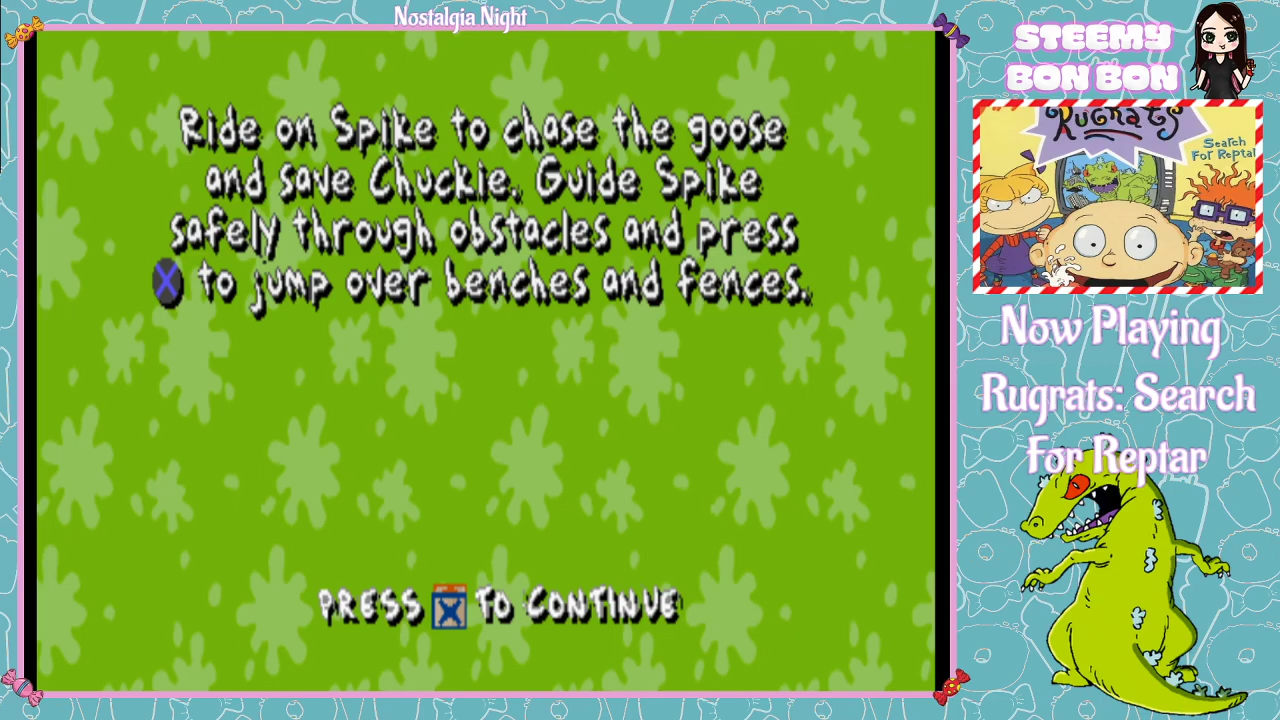 Nostalgia Night
Ride on Spike to chase the goose
and save Chuckie. Guide Spike
safely through obstacles and press
X to jump over benches and fences.
PRESS X TO CONTINUE
STEEMY
BON BON
Rugrats
Search
For Reptar
Now Playing
Rugrats: Search
For Reptar